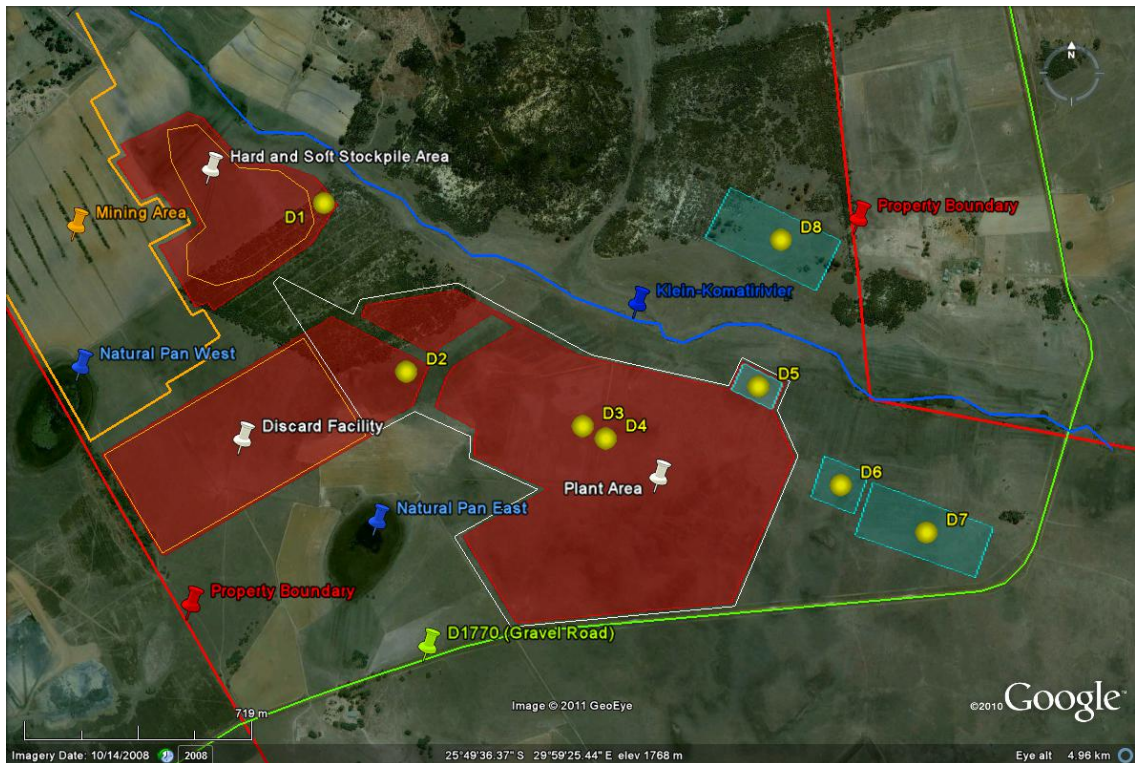 N
Hard and Soft Stockpile Area
Mining Area
D1
Property Boundary
D8
Klein-Komatirivier
Natural Pan West
D2
D5
D3
D4
Discard Facility
Plant Area
D6
Natural Pan East
D7
Property Boundary
D1770 (Gravel Road)
719 m
Image © 2011 GeoEye
©2010 Google™
Imagery Date: 10/14/2008
2008
25°49'36.37" S 29°59'25.44" E elev 1768 m
Eye alt 4.96 km